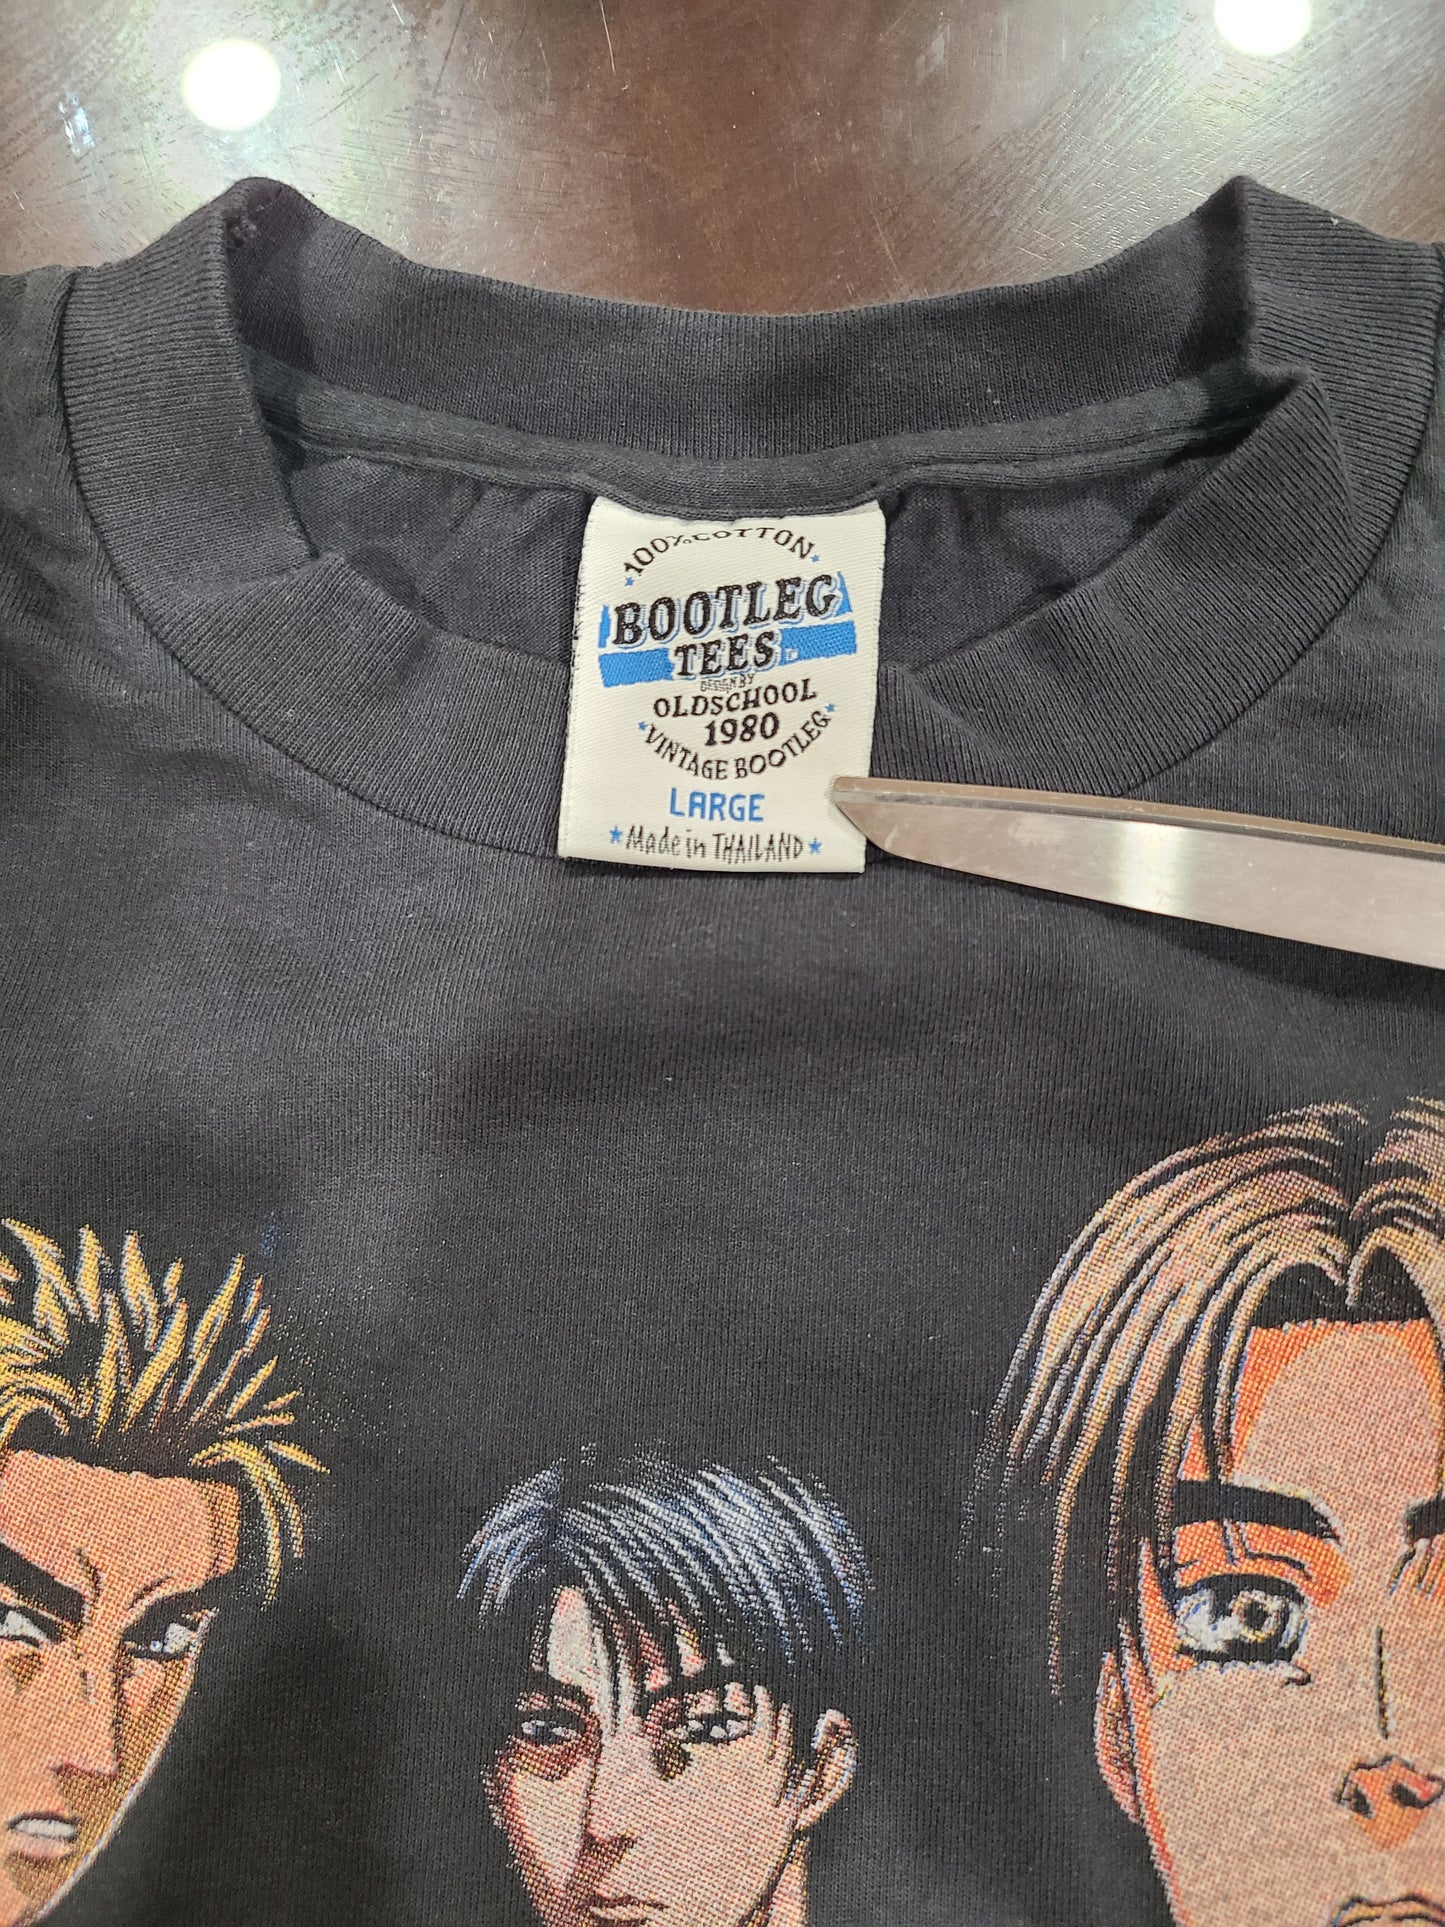 100% COTTON
BOOTLEG
TEES
DESIGN BY
OLDSCHOOL
1980
VINTAGE BOOTLEG
LARGE
Made in THAILAND